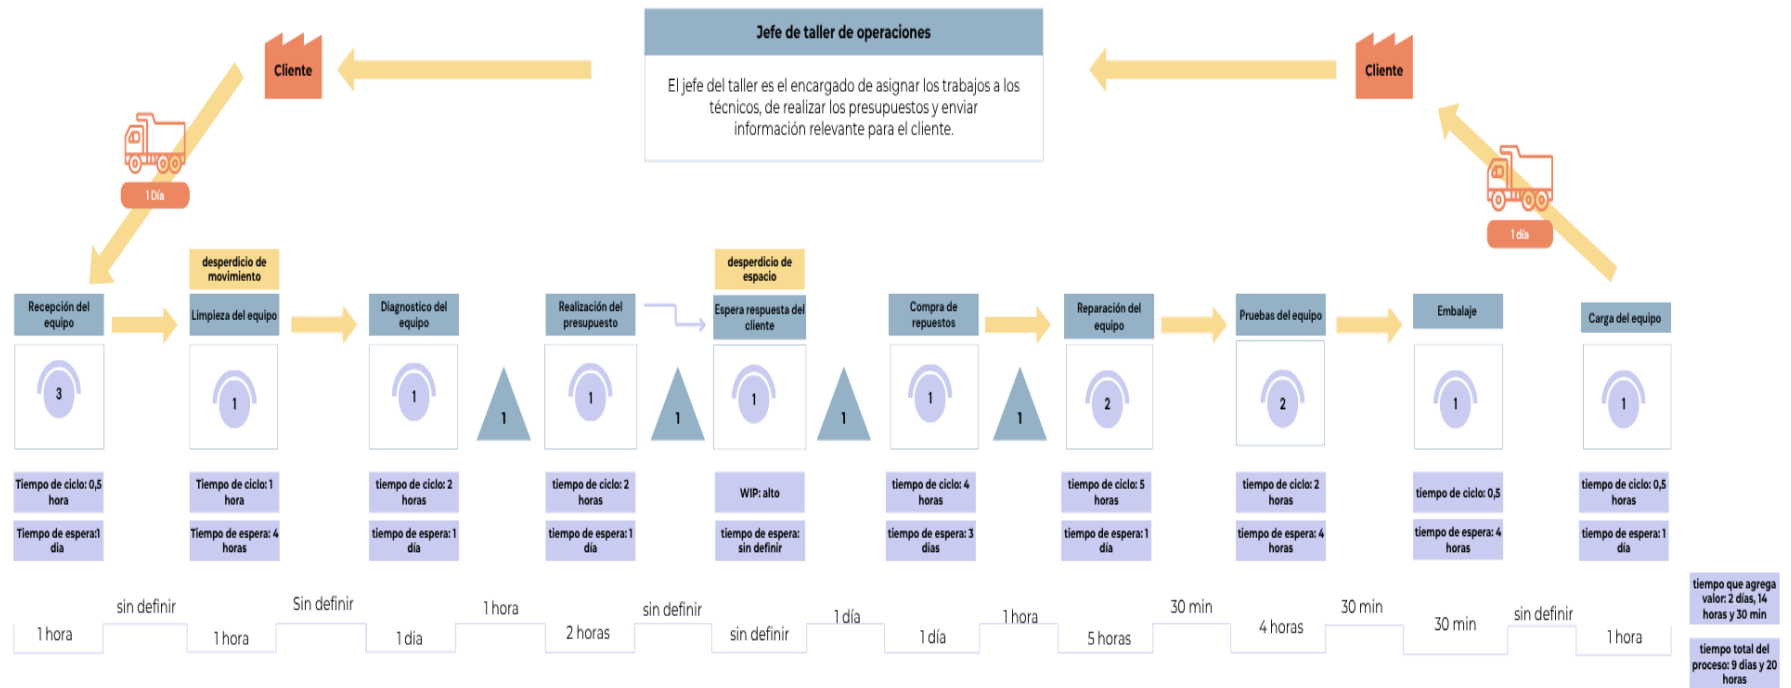 Jefe de taller de operaciones
El jefe del taller es el encargado de asignar los trabajos a los
técnicos, de realizar los presupuestos y enviar
información relevante para el cliente.
Cliente
Cliente
1 Día
1 día
desperdicio de
movimiento
desperdicio de
espacio
Recepción del
equipo
Limpieza del equipo
Diagnostico del
equipo
Realización del
presupuesto
Espera respuesta del
cliente
Compra de
repuestos
Reparación del
equipo
Pruebas del equipo
Embalaje
Carga del equipo
3
1
1
1
1
1
1
1
1
1
2
2
1
1
Tiempo de ciclo: 0,5
hora
Tiempo de ciclo: 1
hora
tiempo de ciclo: 2
horas
tiempo de ciclo: 2
horas
WIP: alto
tiempo de ciclo: 4
horas
tiempo de ciclo: 5
horas
tiempo de ciclo: 2
horas
tiempo de ciclo: 0,5
tiempo de ciclo: 0,5
horas
Tiempo de espera:1
dia
Tiempo de espera: 4
horas
tiempo de espera: 1
día
tiempo de espera: 1
día
tiempo de espera:
sin definir
tiempo de espera: 3
dias
tiempo de espera: 1
día
tiempo de espera: 4
horas
tiempo de espera: 4
horas
tiempo de espera: 1
día
1 hora
sin definir
1 hora
Sin definir
1 dia
1 hora
2 horas
sin definir
sin definir
1 día
1 día
1 hora
5 horas
30 min
4 horas
30 min
30 min
sin definir
1 hora
tiempo que agrega
valor: 2 días, 14
horas y 30 min
tiempo total del
proceso: 9 dias y 20
horas